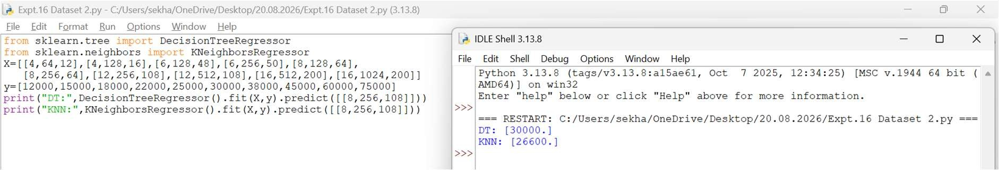 Expt.16 Dataset 2.py - C:/Users/sekha/OneDrive/Desktop/20.08.2026/Expt.16 Dataset 2.py (3.13.8)
File Edit Format Run Options Window Help
from sklearn.tree import DecisionTreeRegressor
from sklearn.neighbors import KNeighborsRegressor
X=[[4,64,12],[4,128,16],[6,128,48],[6,256,50],[8,128,64],
[8,256,64],[12,256,108],[12,512,108],[16,512,200],[16,1024,200]]
y=[12000,15000,18000,22000,25000,30000,38000,45000,60000,75000]
print("DT:",DecisionTreeRegressor().fit(X,y).predict([[8,256,108]]))
print("KNN:",KNeighborsRegressor().fit(X,y).predict([[8,256,108]]))
IDLE Shell 3.13.8
File Edit Shell Debug Options Window Help
Python 3.13.8 (tags/v3.13.8:a15ae61, Oct  7 2025, 12:34:25) [MSC v.1944 64 bit (
AMD64)] on win32
Enter "help" below or click "Help" above for more information.
>>>
=== RESTART: C:/Users/sekha/OneDrive/Desktop/20.08.2026/Expt.16 Dataset 2.py ===
DT: [30000.]
KNN: [26600.]
>>>